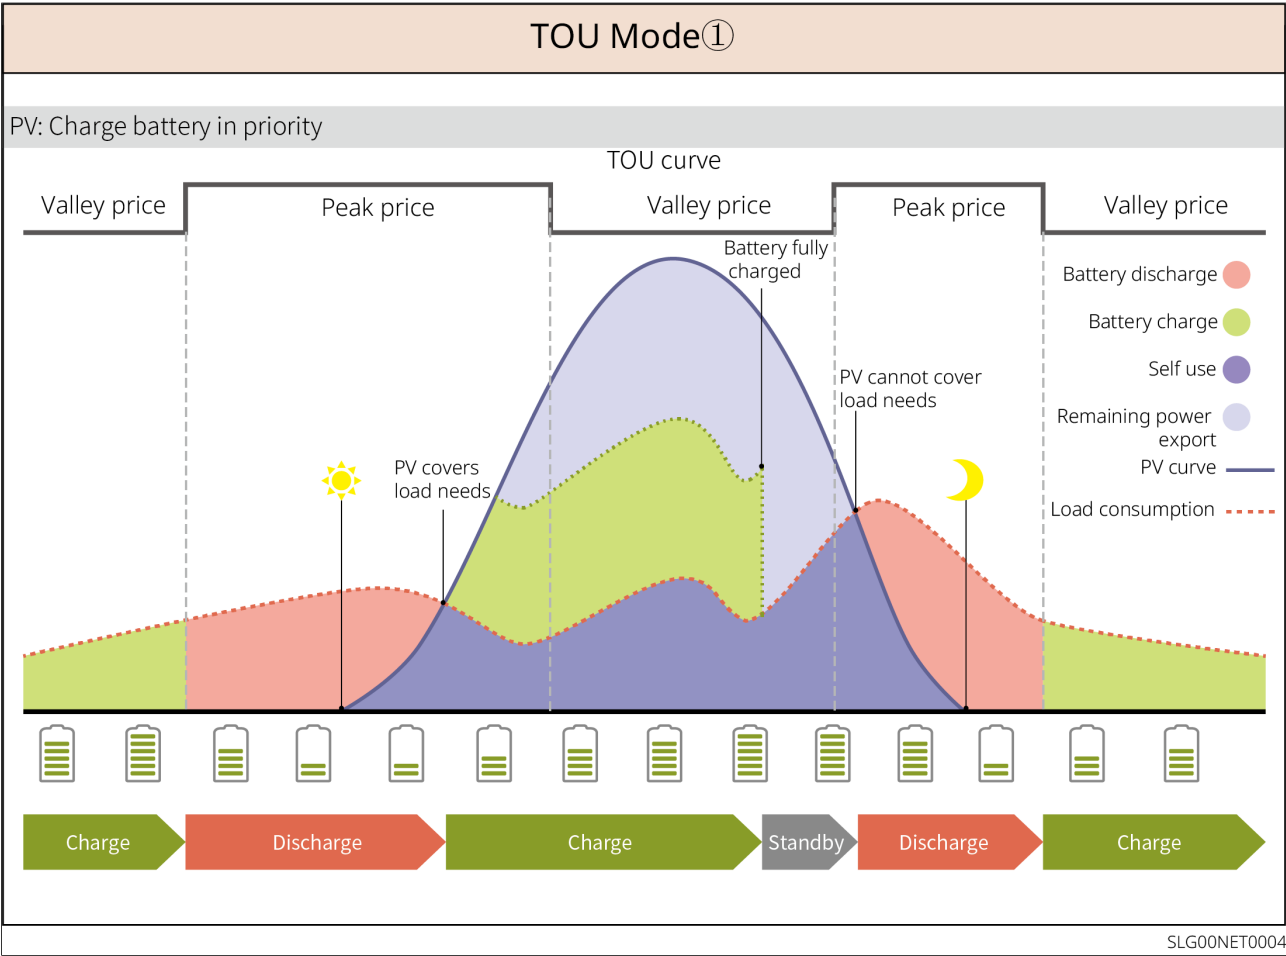 TOU Mode①
PV: Charge battery in priority
TOU curve
Valley price
Peak price
Valley price
Peak price
Valley price
Battery fully
charged
Battery discharge
Battery charge
Self use
Remaining power
export
PV curve
Load consumption
PV cannot cover
load needs
PV covers
load needs
Charge
Discharge
Charge
Standby
Discharge
Charge
SLG00NET0004